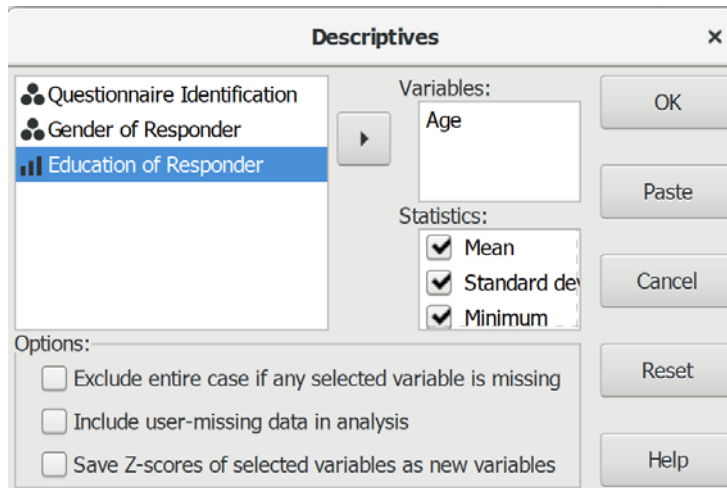 Descriptives ×
Questionnaire Identification
Gender of Responder
Education of Responder
Variables:
Age
Statistics:
Mean
Standard dev
Minimum
OK
Paste
Cancel
Reset
Help
Options:
Exclude entire case if any selected variable is missing
Include user-missing data in analysis
Save Z-scores of selected variables as new variables